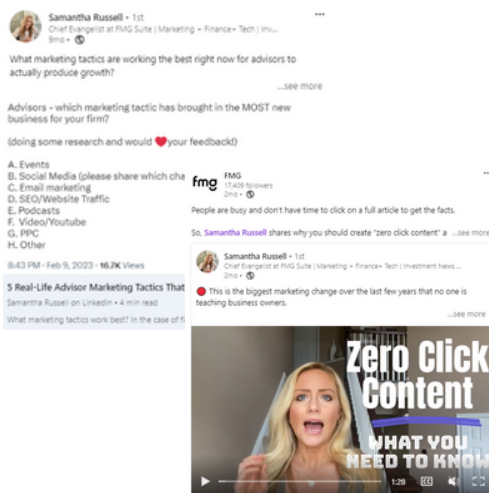 Samantha Russell • 1st
Chief Evangelist at FMG Suite | Marketing + Finance+ Tech | Inv...
9mo •
What marketing tactics are working the best right now for advisors to
actually produce growth?
...see more
Advisors - which marketing tactic has brought in the MOST new
business for your firm?
(doing some research and would ❤️your feedback!)
A. Events
B. Social Media (please share which cha
C. Email marketing
D. SEO/Website Traffic
E. Podcasts
F. Video/Youtube
G. PPC
H. Other
8:43 PM · Feb 9, 2023 · 16.7K Views
5 Real-Life Advisor Marketing Tactics That
Samantha Russell on LinkedIn • 4 min read
What marketing tactics work best? In the case of fi
fmg
FMG
17,409 followers
2mo •
People are busy and don't have time to click on a full article to get the facts.
So, Samantha Russell shares why you should create "zero click content" a ...see more
Samantha Russell • 1st
Chief Evangelist at FMG Suite | Marketing + Finance+ Tech | Investment News ...
2mo •
🔴 This is the biggest marketing change over the last few years that no one is
teaching business owners.
...see more
Zero Click
Content
WHAT YOU
NEED TO KNOW
1:28
CC